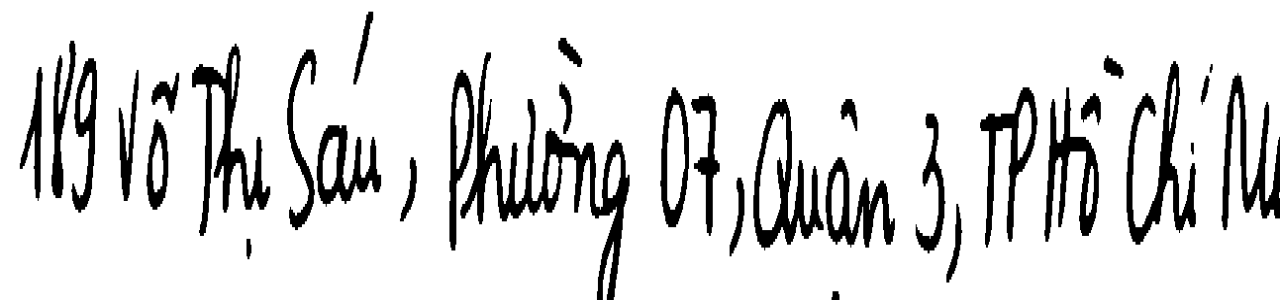 189 Võ Thị Sáu, Phường 07, Quận 3, TP Hồ Chí